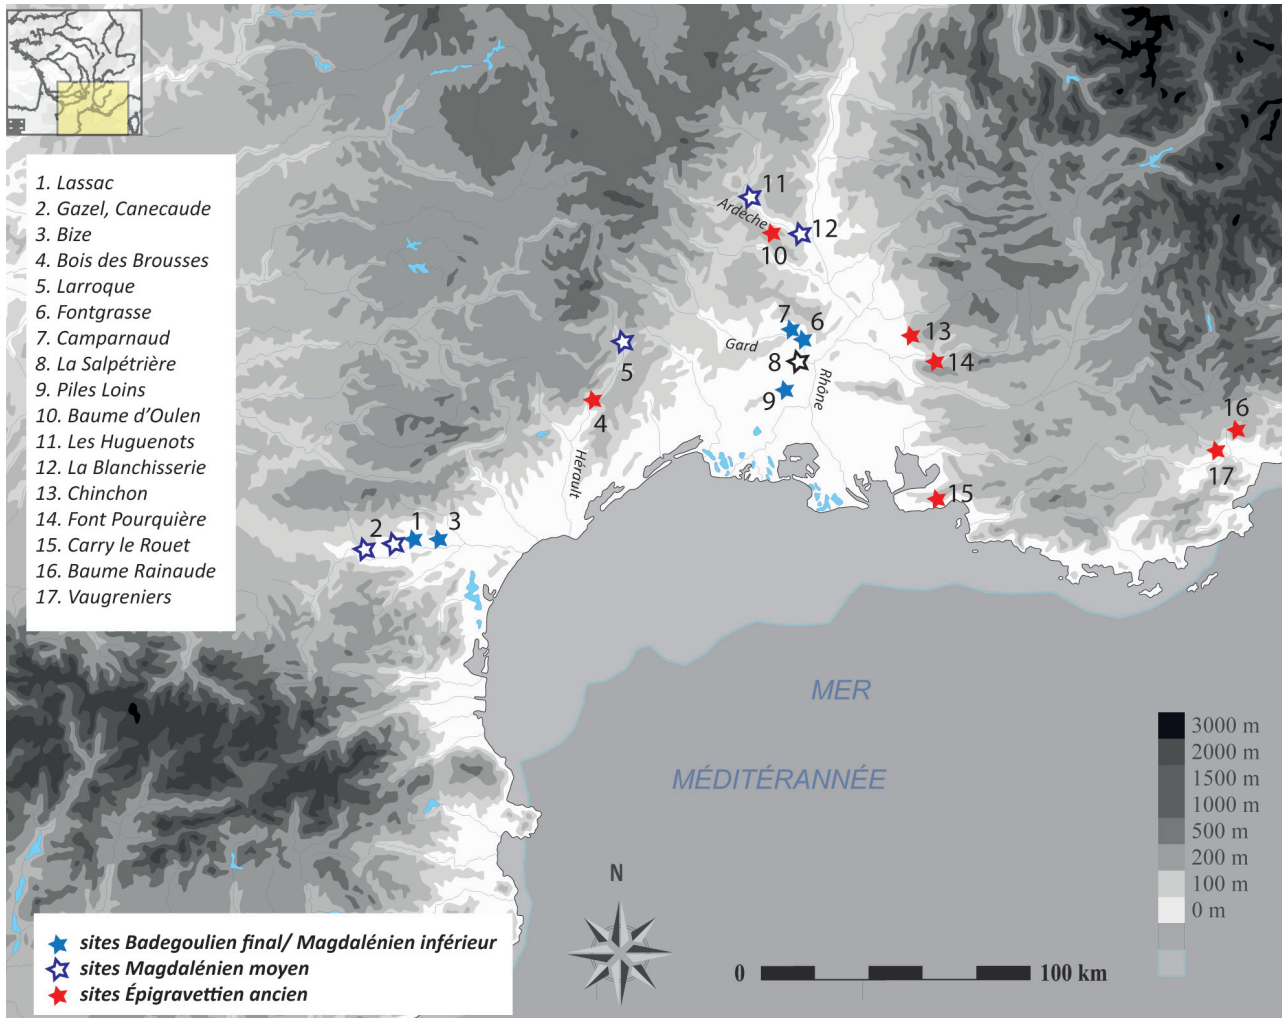 1. Lassac
2. Gazel, Canecaude
3. Bize
4. Bois des Brousses
5. Larroque
6. Fontgrasse
7. Camparnaud
8. La Salpétrière
9. Piles Loins
10. Baume d'Oulen
11. Les Huguenots
12. La Blanchisserie
13. Chinchon
14. Font Pourquière
15. Carry le Rouet
16. Baume Rainaude
17. Vaugreniers
11
Ardèche
12
10
7
6
13
Gard
8
14
5
Rhône
9
4
16
17
Hérault
15
2
1
3
MER
MÉDITÉRANNÉE
3000 m
2000 m
1500 m
1000 m
500 m
200 m
100 m
0 m
N
0
100 km
sites Badegoulien final/ Magdalénien inférieur
sites Magdalénien moyen
sites Épigravettien ancien